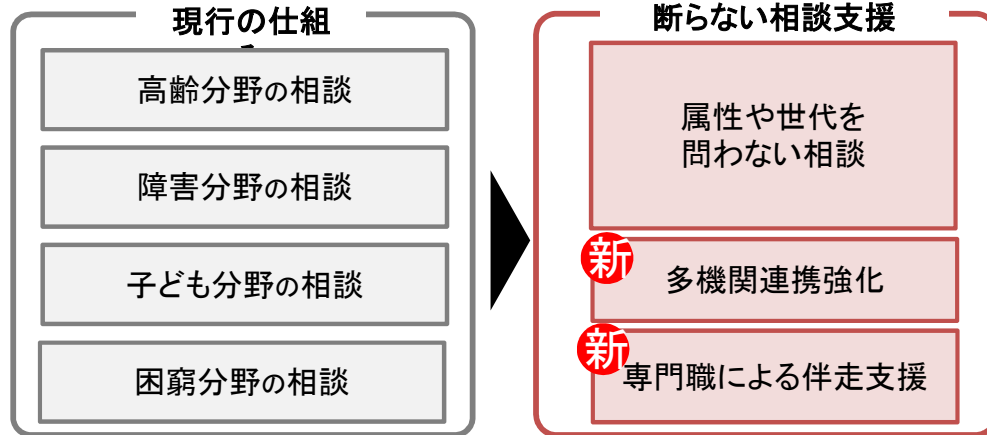 現行の仕組
高齢分野の相談
障害分野の相談
子ども分野の相談
困窮分野の相談
断らない相談支援
属性や世代を
問わない相談
新
多機関連携強化
新
専門職による伴走支援